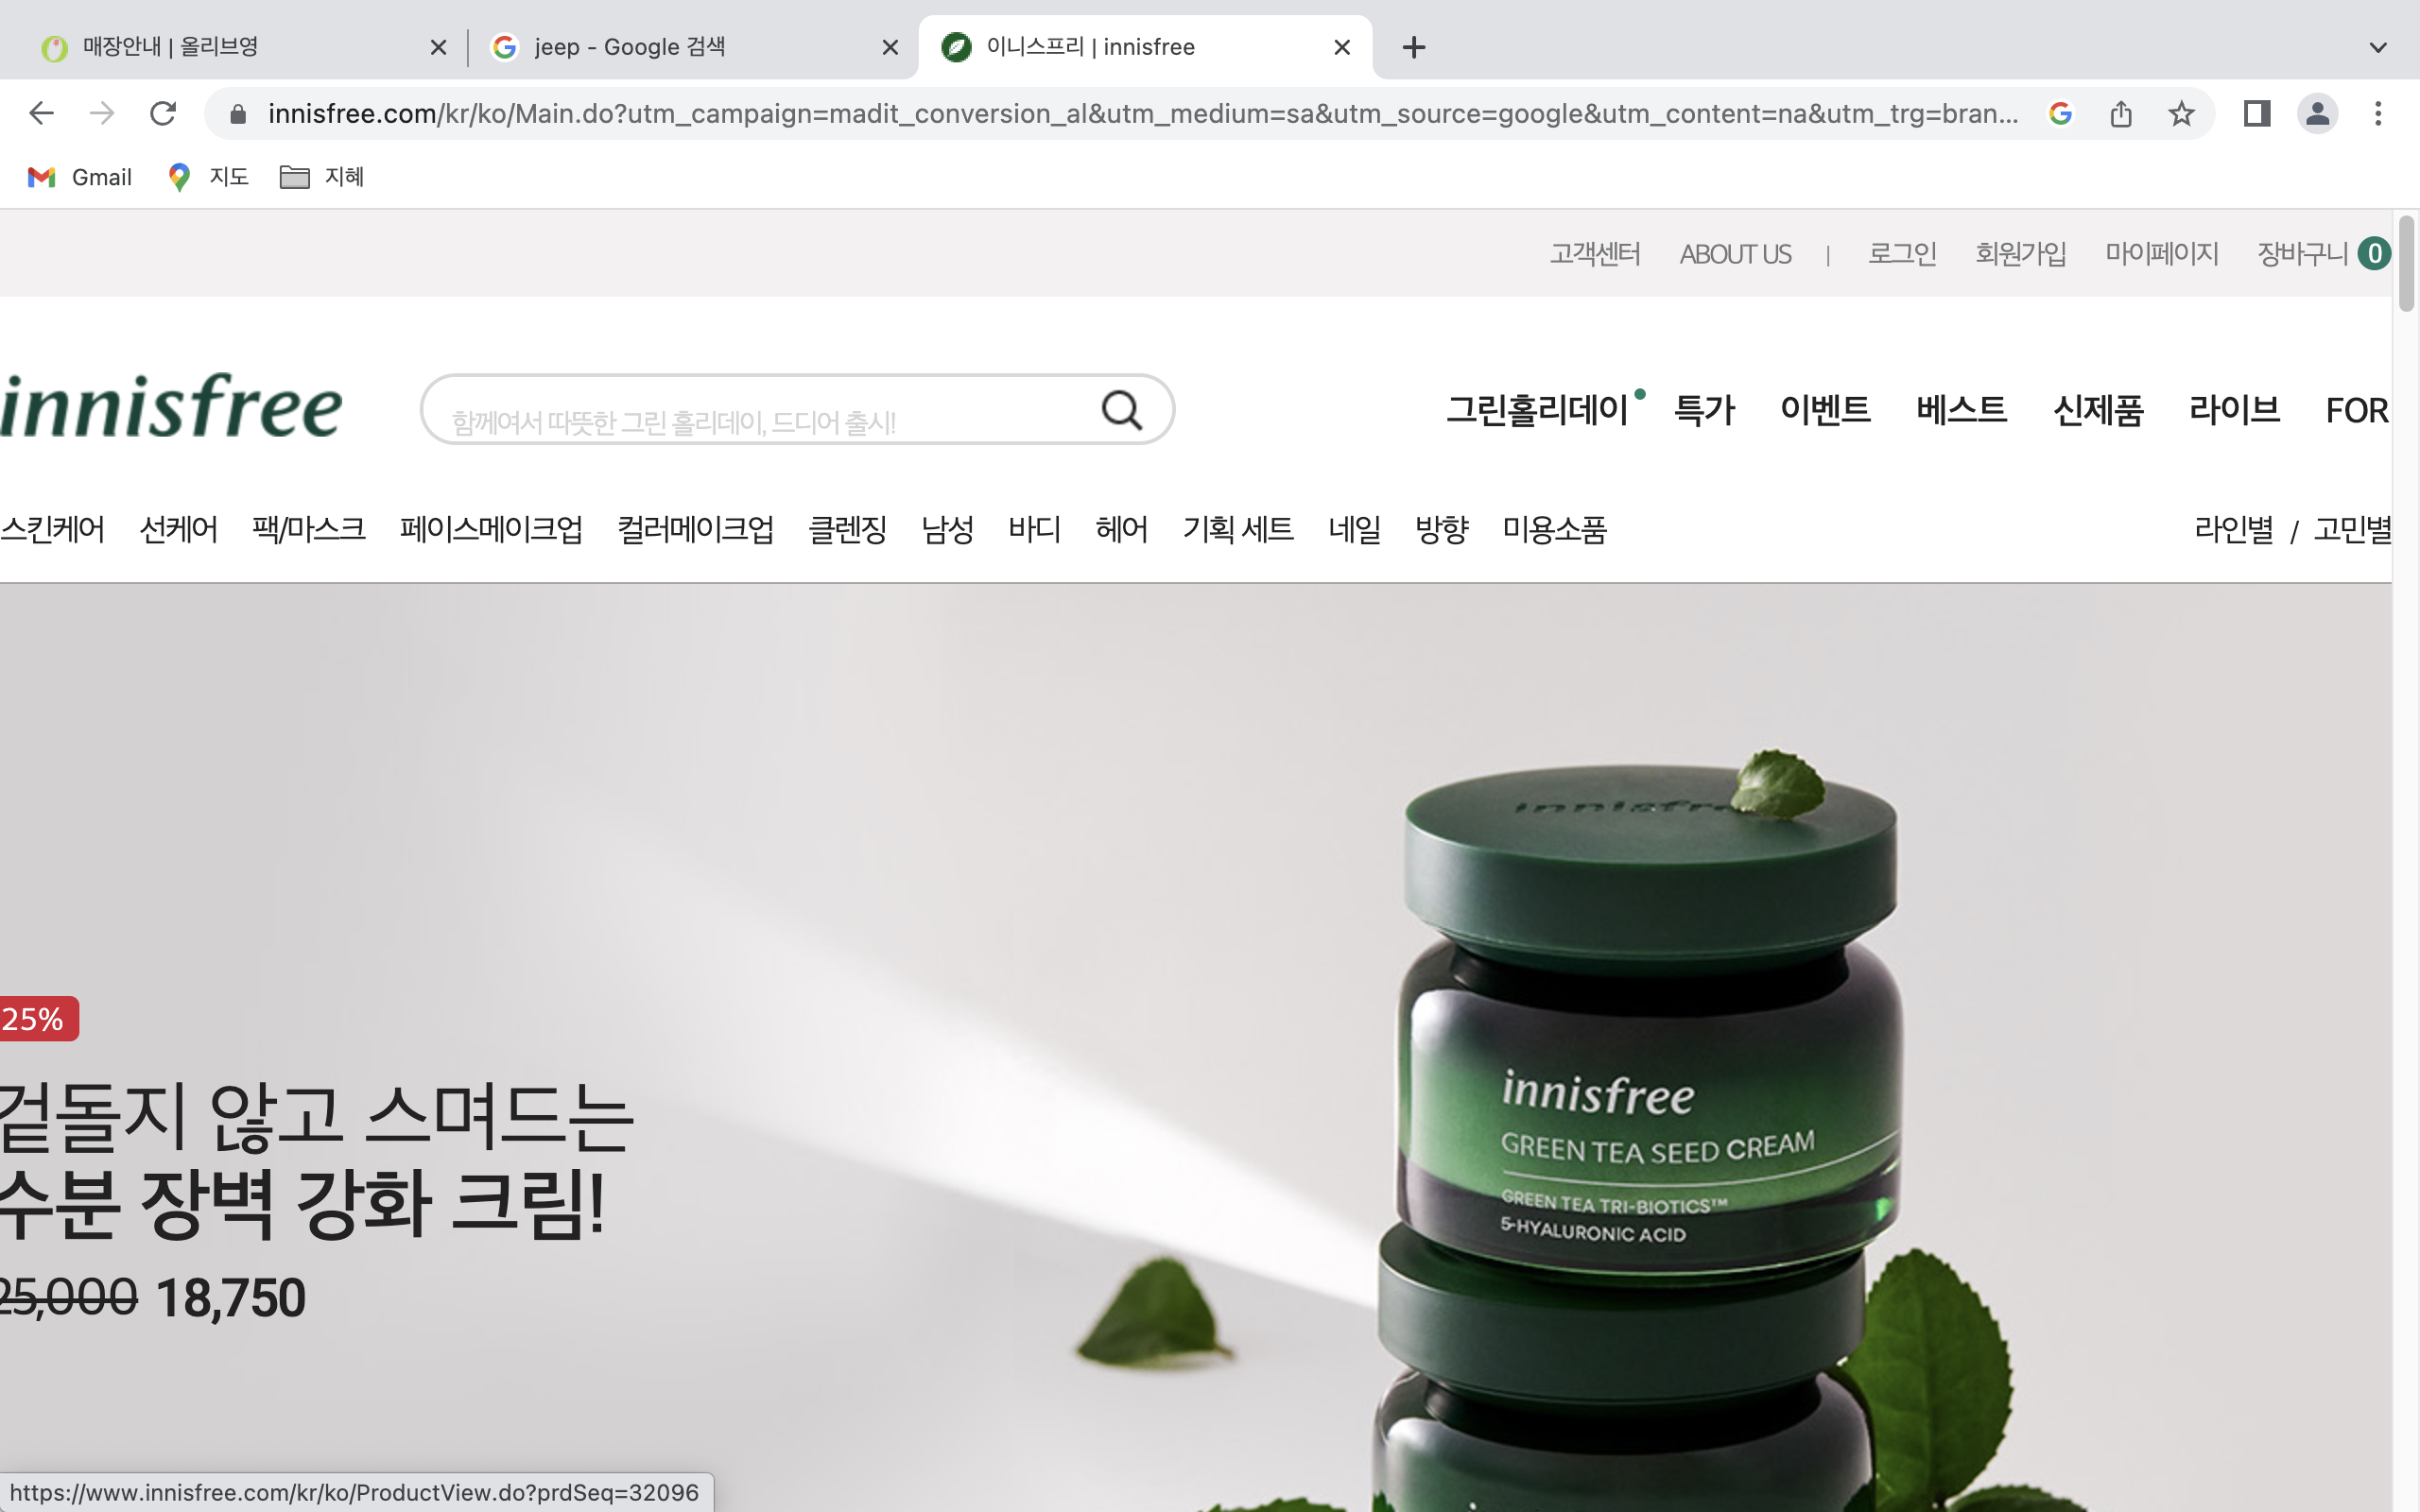 매장안내 | 올리브영
jeep - Google 검색
이니스프리 | innisfree
innisfree.com/kr/ko/Main.do?utm_campaign=madit_conversion_al&utm_medium=sa&utm_source=google&utm_content=na&utm_trg=bran...
Gmail 지도 지혜
고객센터 ABOUT US | 로그인 회원가입 마이페이지 장바구니 0
innisfree
함께여서 따뜻한 그린 홀리데이, 드디어 출시!
그린홀리데이 특가 이벤트 베스트 신제품 라이브 FOR
스킨케어 선케어 팩/마스크 페이스메이크업 컬러메이크업 클렌징 남성 바디 헤어 기획 세트 네일 방향 미용소품
라인별 / 고민별
innisfree
25%
겉돌지 않고 스며드는
수분 장벽 강화 크림!
25,000 18,750
innisfree
GREEN TEA SEED CREAM
GREEN TEA TRI-BIOTICS™
5-HYALURONIC ACID
https://www.innisfree.com/kr/ko/ProductView.do?prdSeq=32096